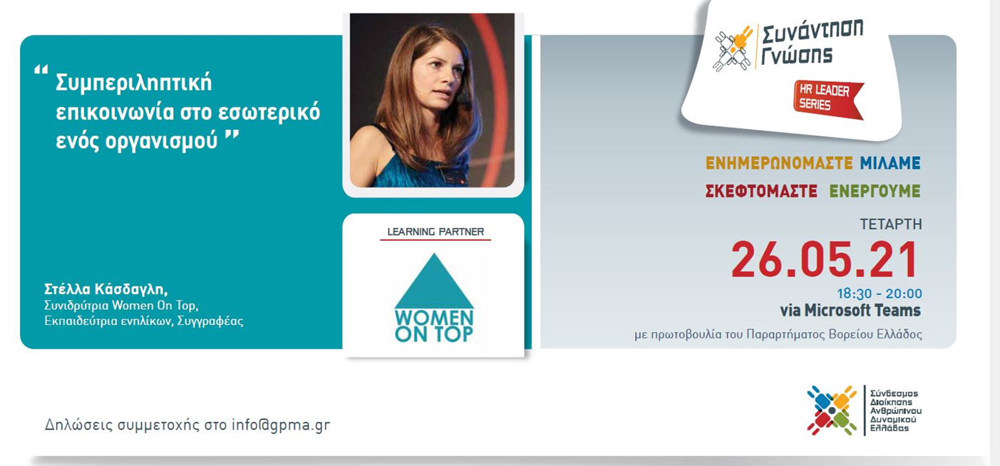 “ Συμπεριληπτική
επικοινωνία στο εσωτερικό
ενός οργανισμού ”
Στέλλα Κάσδαγλη,
Συνιδρύτρια Women On Top,
Εκπαιδεύτρια ενηλίκων, Συγγραφέας
LEARNING PARTNER
WOMEN
ON TOP
Συνάντηση
Γνώσης
HR LEADER
SERIES
ΕΝΗΜΕΡΩΝΟΜΑΣΤΕ ΜΙΛΑΜΕ
ΣΚΕΦΤΟΜΑΣΤΕ ΕΝΕΡΓΟΥΜΕ
ΤΕΤΑΡΤΗ
26.05.21
18:30 - 20:00
via Microsoft Teams
με πρωτοβουλία του Παραρτήματος Βορείου Ελλάδος
Δηλώσεις συμμετοχής στο info@gpma.gr
Σύνδεσμος
Διοίκησης
Ανθρώπινου
Δυναμικού
Ελλάδας